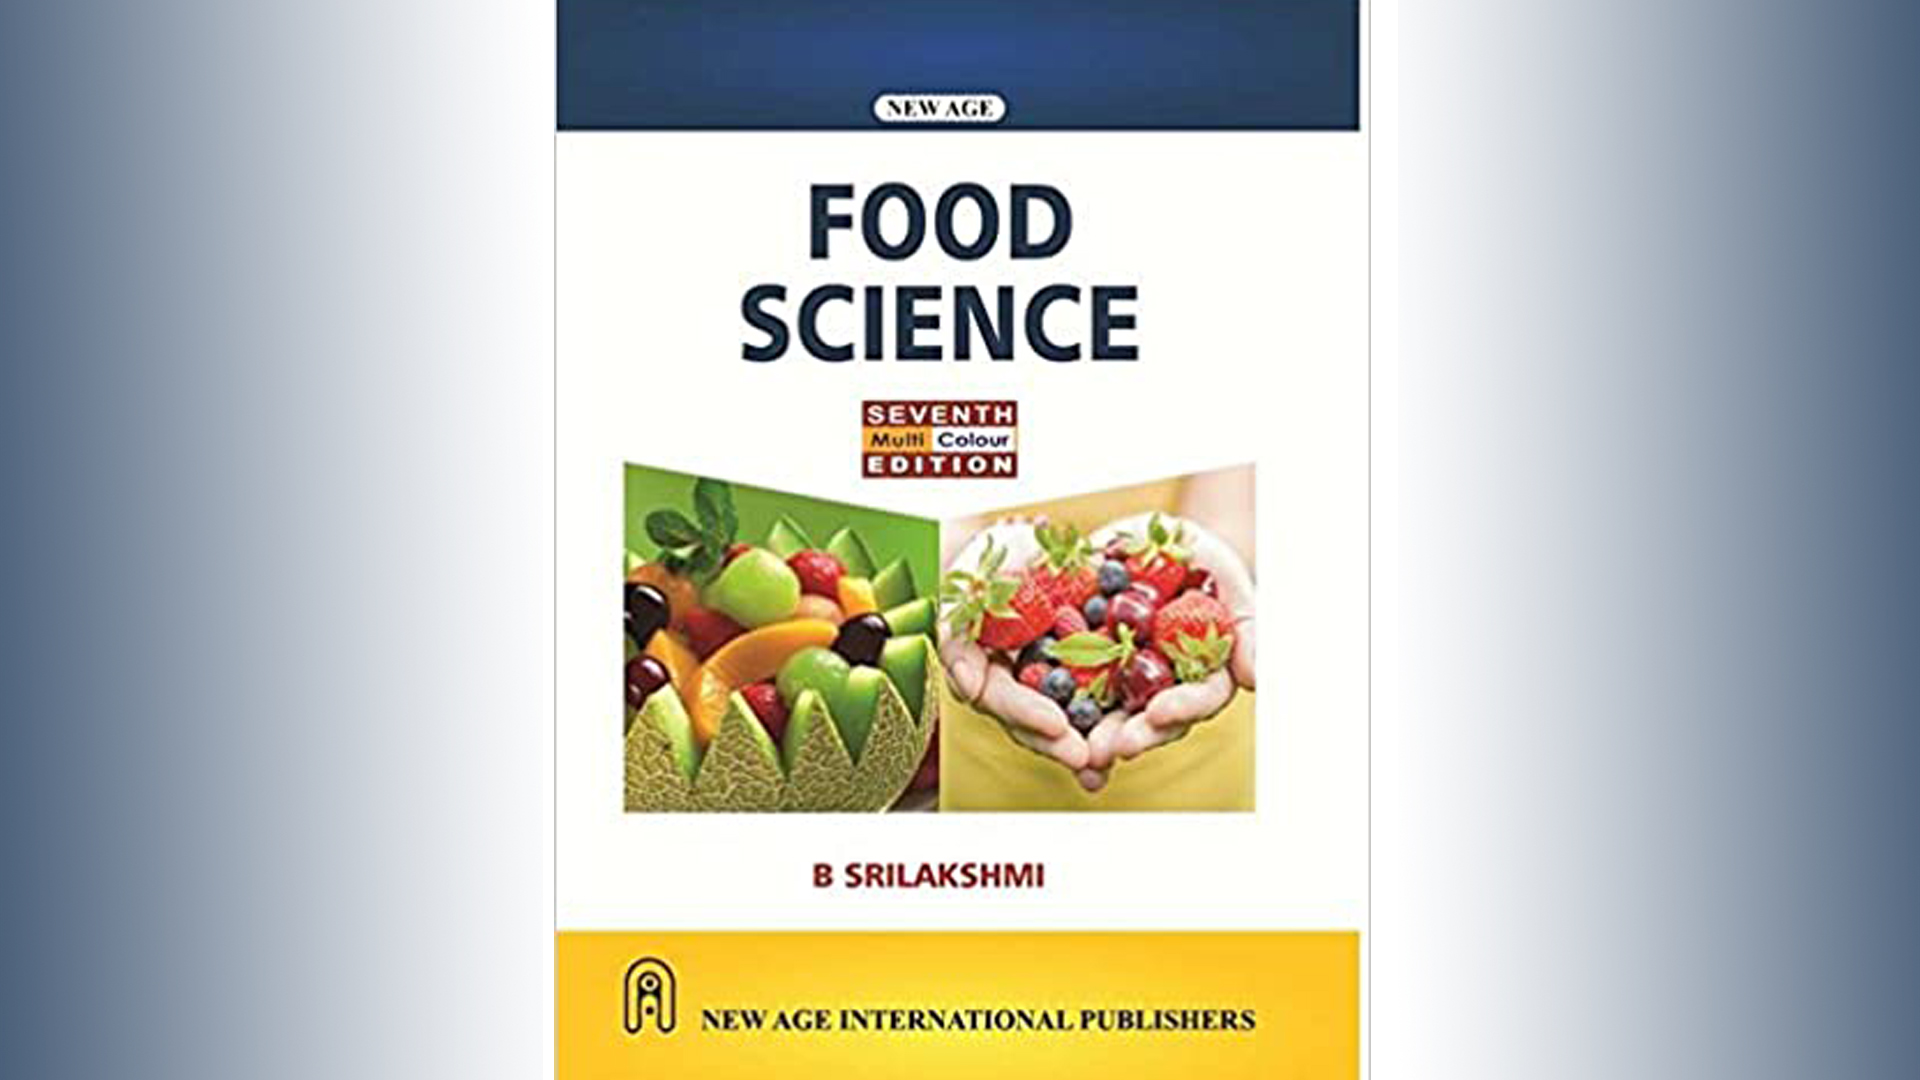 NEW AGE
FOOD
SCIENCE
SEVENTH
Multi Colour
EDITION
B SRILAKSHMI
NEW AGE INTERNATIONAL PUBLISHERS